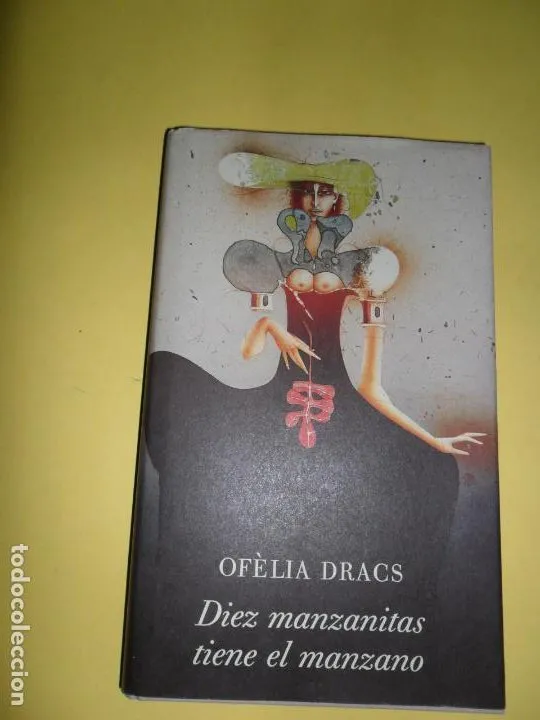 OFÈLIA DRACS
Diez manzanitas
tiene el manzano
todocoleccion